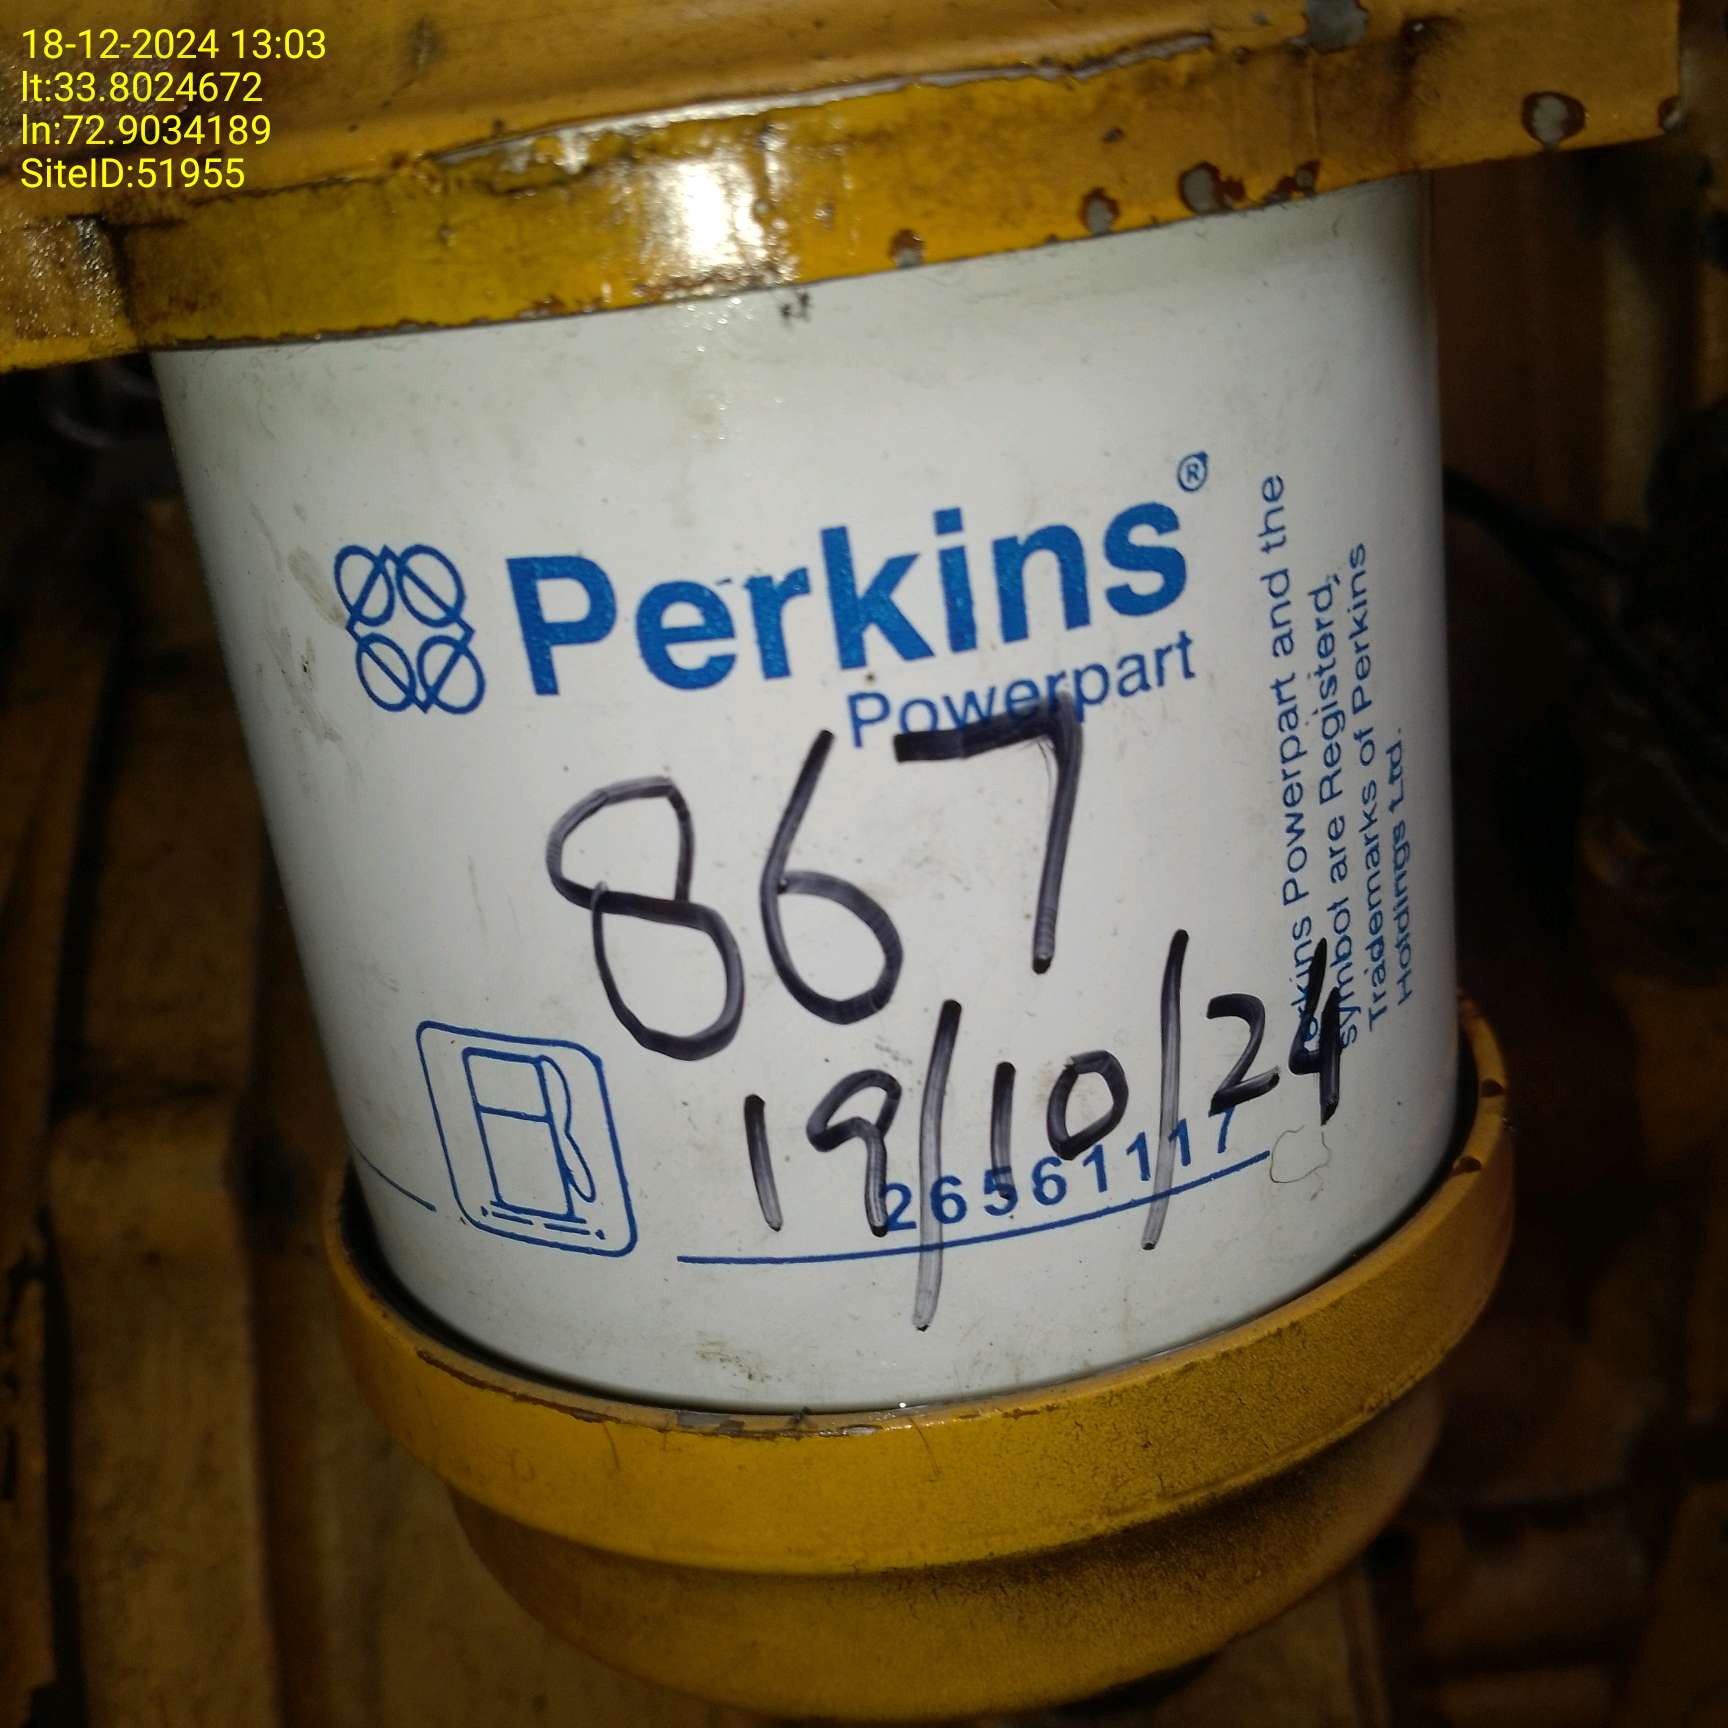 18-12-2024 13:03
lt:33.8024672
ln:72.9034189
SiteID:51955
Perkins®
Powerpart
867
19/10/24
26561117
Perkins Powerpart and the
symbol are Registerd,
Trademarks of Perkins
Holdings Ltd.